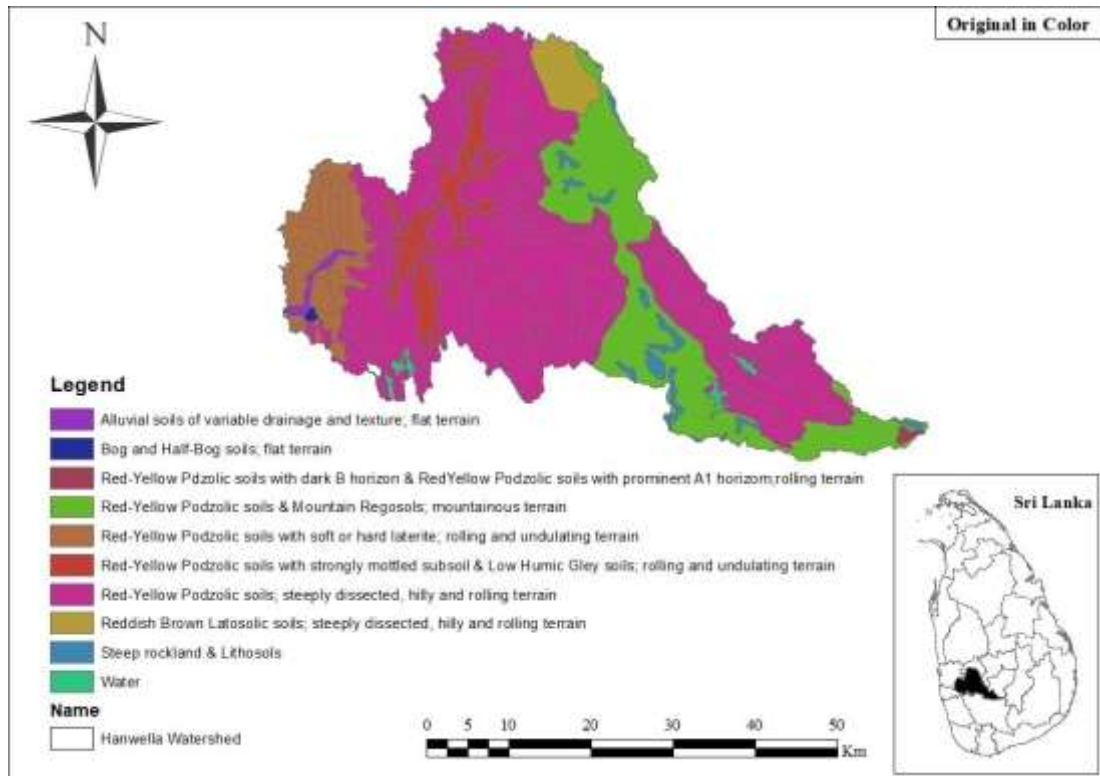 N
Original in Color
Legend
Alluvial soils of variable drainage and texture; flat terrain
Bog and Half-Bog soils; flat terrain
Red-Yellow Pdzolic soils with dark B horizon & RedYellow Podzolic soils with prominent A1 horizom;rolling terrain
Red-Yellow Podzolic soils & Mountain Regosols; mountainous terrain
Red-Yellow Podzolic soils with soft or hard laterite; rolling and undulating terrain
Red-Yellow Podzolic soils with strongly mottled subsoil & Low Humic Gley soils; rolling and undulating terrain
Red-Yellow Podzolic soils; steeply dissected, hilly and rolling terrain
Reddish Brown Latosolic soils; steeply dissected, hilly and rolling terrain
Steep rockland & Lithosols
Water
Name
Hanwella Watershed
0 5 10 20 30 40 50
Km
Sri Lanka